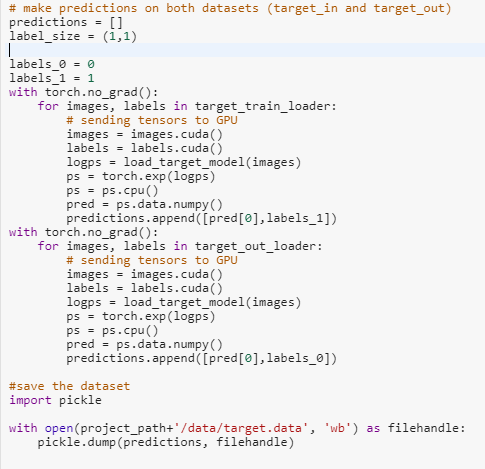 # make predictions on both datasets (target_in and target_out)
predictions = []
label_size = (1,1)

labels_0 = 0
labels_1 = 1
with torch.no_grad():
    for images, labels in target_train_loader:
        # sending tensors to GPU
        images = images.cuda()
        labels = labels.cuda()
        logps = load_target_model(images)
        ps = torch.exp(logps)
        ps = ps.cpu()
        pred = ps.data.numpy()
        predictions.append([pred[0],labels_1])
with torch.no_grad():
    for images, labels in target_out_loader:
        # sending tensors to GPU
        images = images.cuda()
        labels = labels.cuda()
        logps = load_target_model(images)
        ps = torch.exp(logps)
        ps = ps.cpu()
        pred = ps.data.numpy()
        predictions.append([pred[0],labels_0])

#save the dataset
import pickle

with open(project_path+'/data/target.data', 'wb') as filehandle:
    pickle.dump(predictions, filehandle)